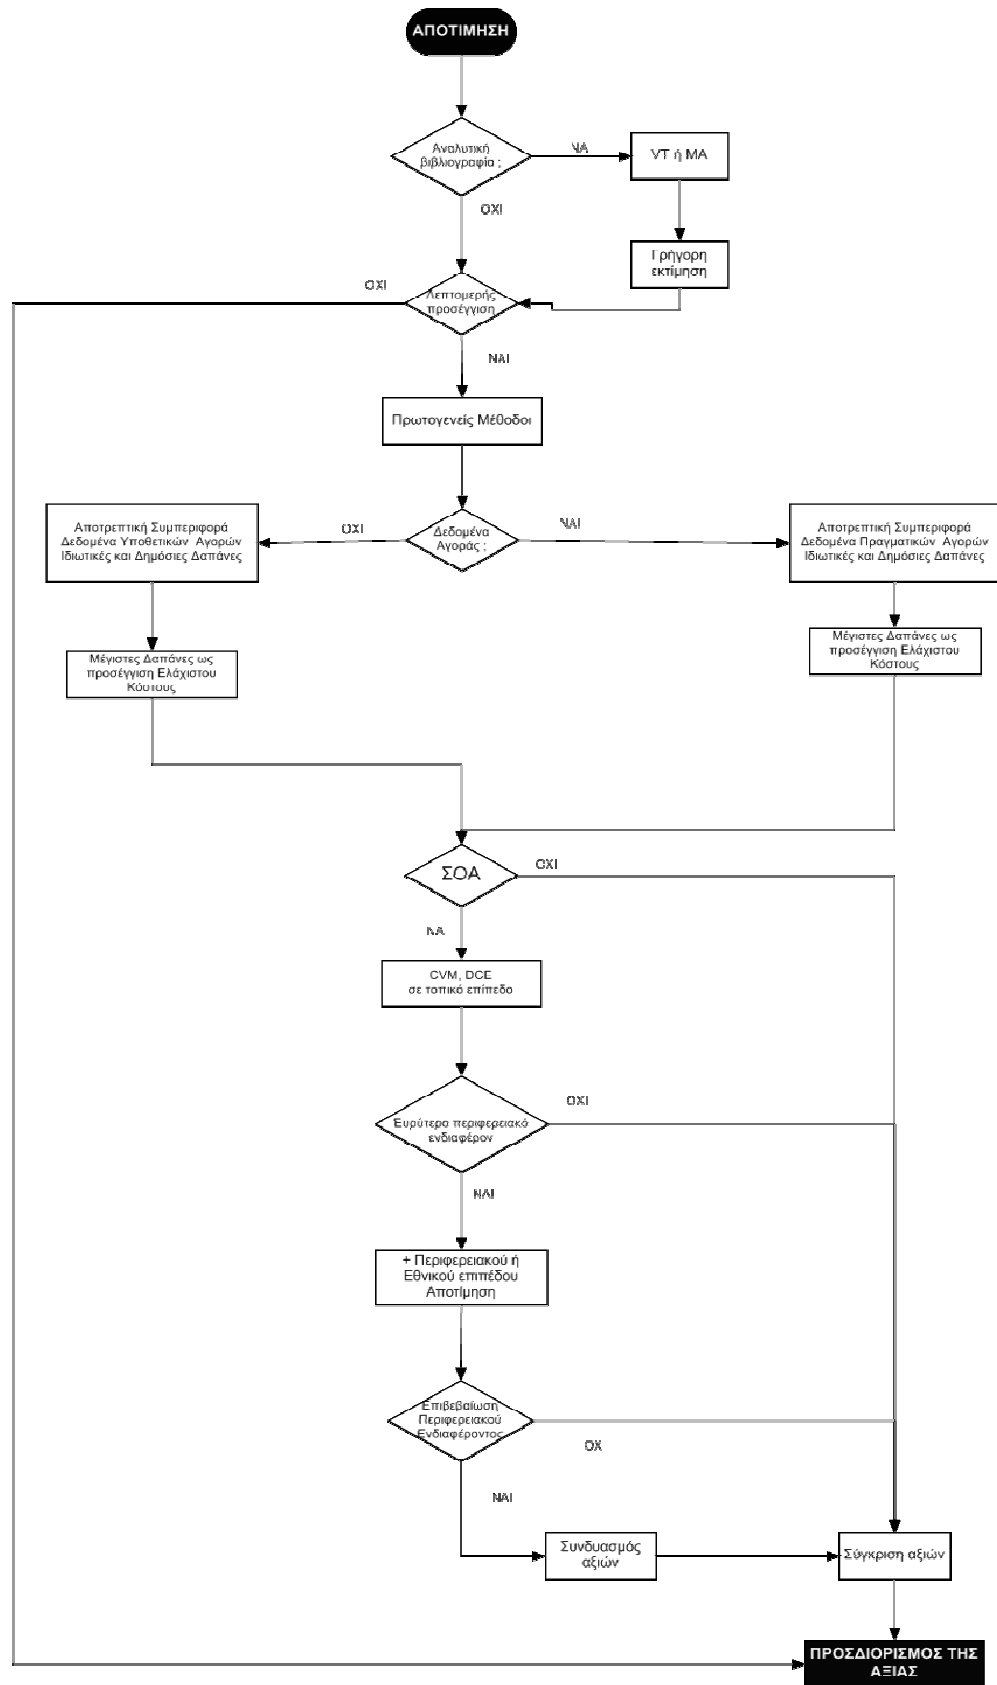 ΑΠΟΤΙΜΗΣΗ
Αναλυτική
βιβλιογραφία ;
ΝΑ
VT ή MA
ΟΧΙ
Γρήγορη
εκτίμηση
ΟΧΙ
Λεπτομερής
προσέγγιση
ΝΑΙ
Πρωτογενείς Μέθοδοι
Αποτρεπτική Συμπεριφορά
Δεδομένα Υποθετικών Αγορών
Ιδιωτικές και Δημόσιες Δαπάνες
ΟΧΙ
Δεδομένα
Αγοράς ;
ΝΑΙ
Αποτρεπτική Συμπεριφορά
Δεδομένα Πραγματικών Αγορών
Ιδιωτικές και Δημόσιες Δαπάνες
Μέγιστες Δαπάνες ως
προσέγγιση Ελάχιστου
Κόστους
Μέγιστες Δαπάνες ως
προσέγγιση Ελάχιστου
Κόστους
ΣΟΑ
ΟΧΙ
ΝΑ
CVM, DCE
σε τοπικό επίπεδο
Ευρύτερο περιφερειακό
ενδιαφέρον
ΟΧΙ
ΝΑΙ
+ Περιφερειακού ή
Εθνικού επιπέδου
Αποτίμηση
Επιβεβαίωση
Περιφερειακού
Ενδιαφέροντος
ΟΧ
ΝΑΙ
Συνδυασμός
αξιών
Σύγκριση αξιών
ΠΡΟΣΔΙΟΡΙΣΜΟΣ ΤΗΣ
ΑΞΙΑΣ